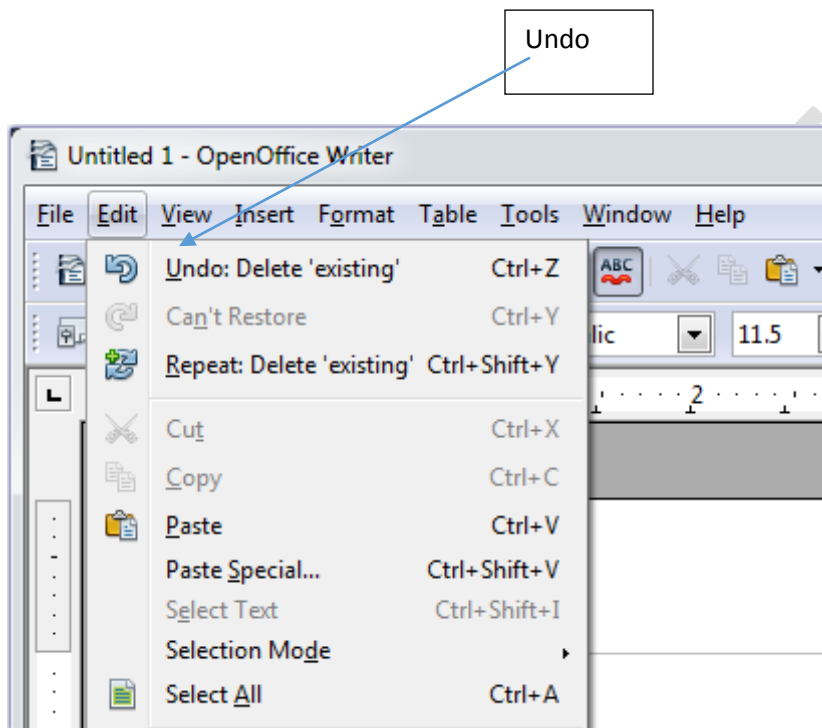 Undo
Untitled 1 - OpenOffice Writer
File Edit View Insert Format Table Tools Window Help
Undo: Delete 'existing' Ctrl+Z ABC
Can't Restore Ctrl+Y lic 11.5
Repeat: Delete 'existing' Ctrl+Shift+Y
2
Cut Ctrl+X
Copy Ctrl+C
Paste Ctrl+V
Paste Special... Ctrl+Shift+V
Select Text Ctrl+Shift+I
Selection Mode
Select All Ctrl+A